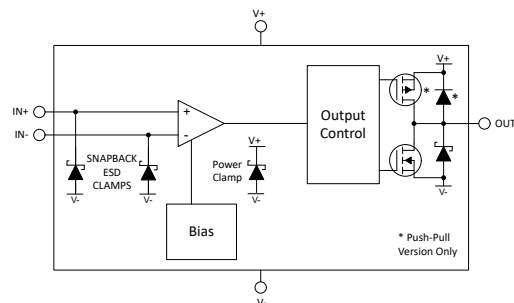 V+
V+
IN+
+
*
*
IN-
-
Output
Control
OUT
SNAPBACK
ESD
CLAMPS
V+
Power
Clamp
V-
V-
V-
V-
Bias
* Push-Pull
Version Only
V-